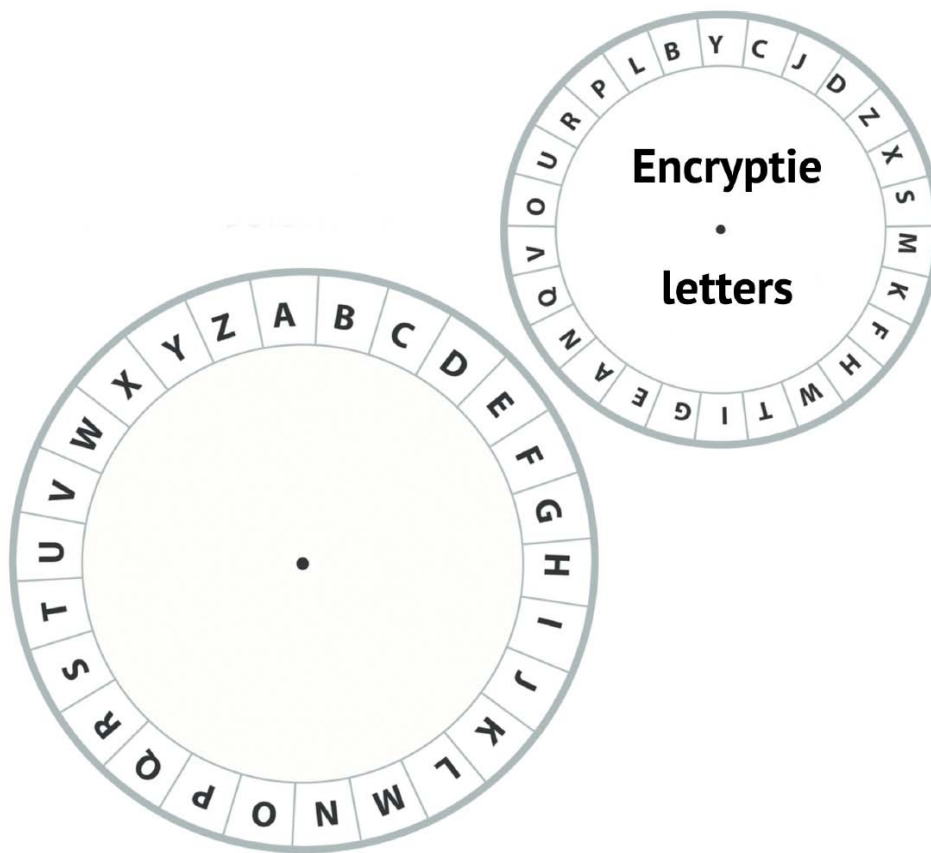 Y C J D Z X S M K F H W T I G E A N Q V O U R P L B
Encryptie
letters
A B C D E F G H I J K L M N O P Q R S T U V W X Y Z